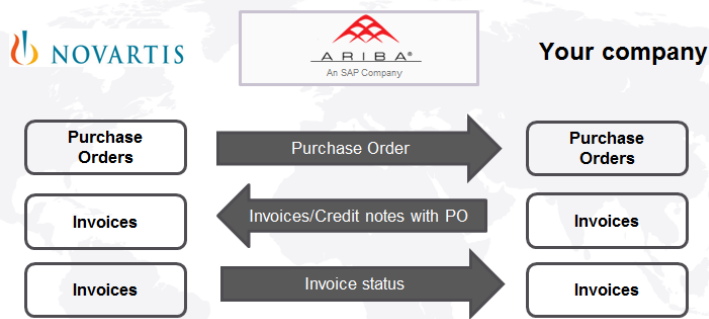 NOVARTIS
ARIBA®
An SAP Company
Your company
Purchase
Orders
Purchase Order
Purchase
Orders
Invoices
Invoices/Credit notes with PO
Invoices
Invoices
Invoice status
Invoices